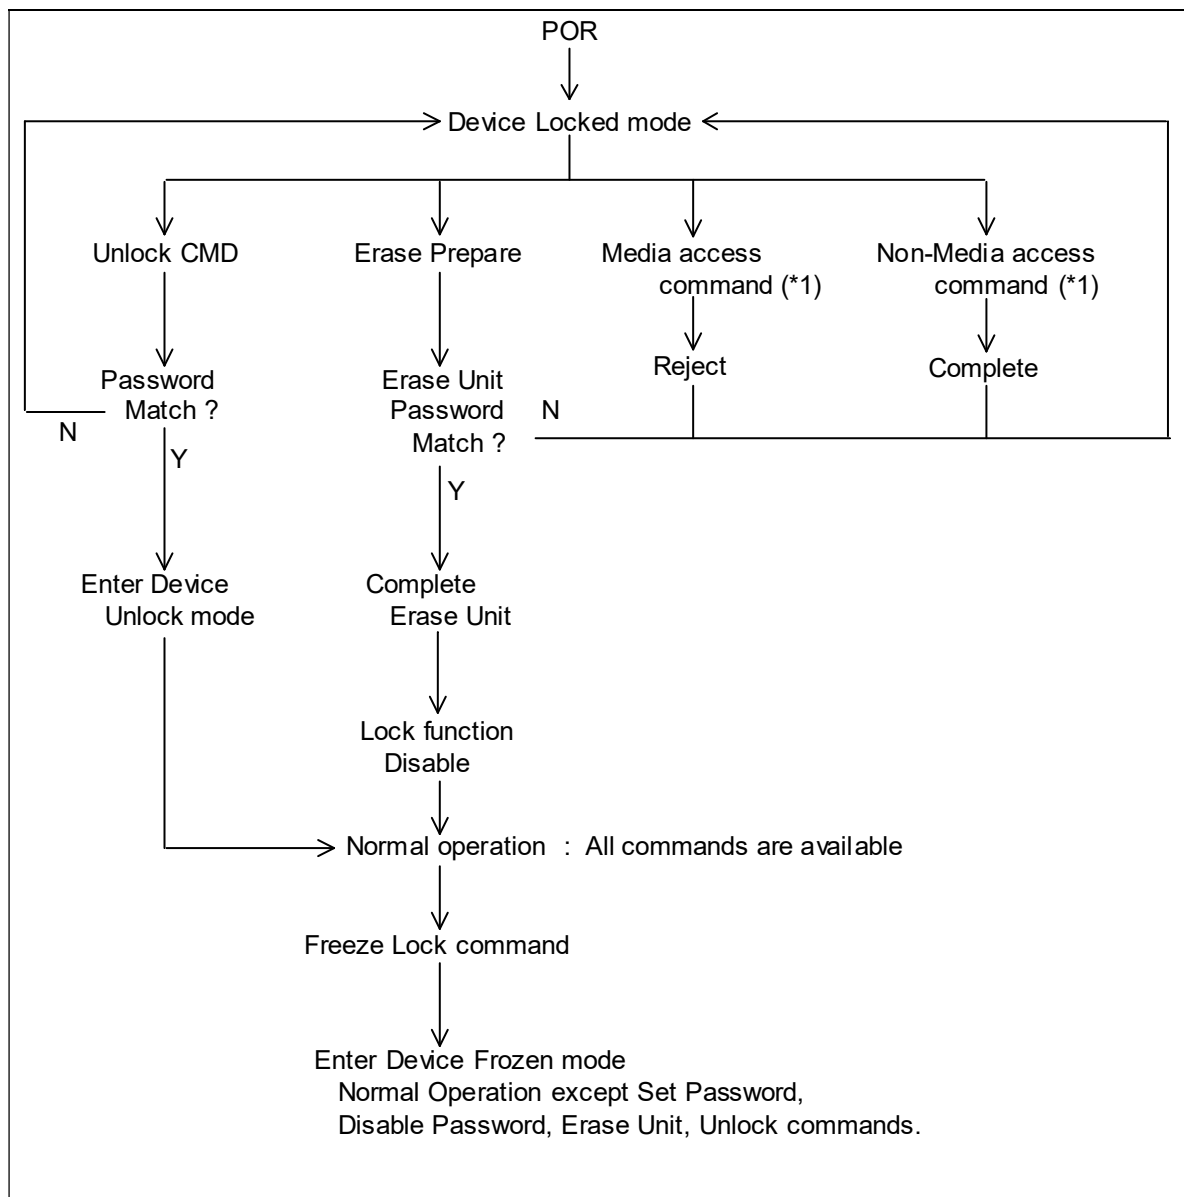 POR
Device Locked mode
Unlock CMD
Erase Prepare
Media access
command (*1)
Non-Media access
command (*1)
Password
Match ?
N
Y
Erase Unit
Password
Match ?
N
Y
Reject
Complete
Enter Device
Unlock mode
Complete
Erase Unit
Lock function
Disable
Normal operation : All commands are available
Freeze Lock command
Enter Device Frozen mode
Normal Operation except Set Password,
Disable Password, Erase Unit, Unlock commands.